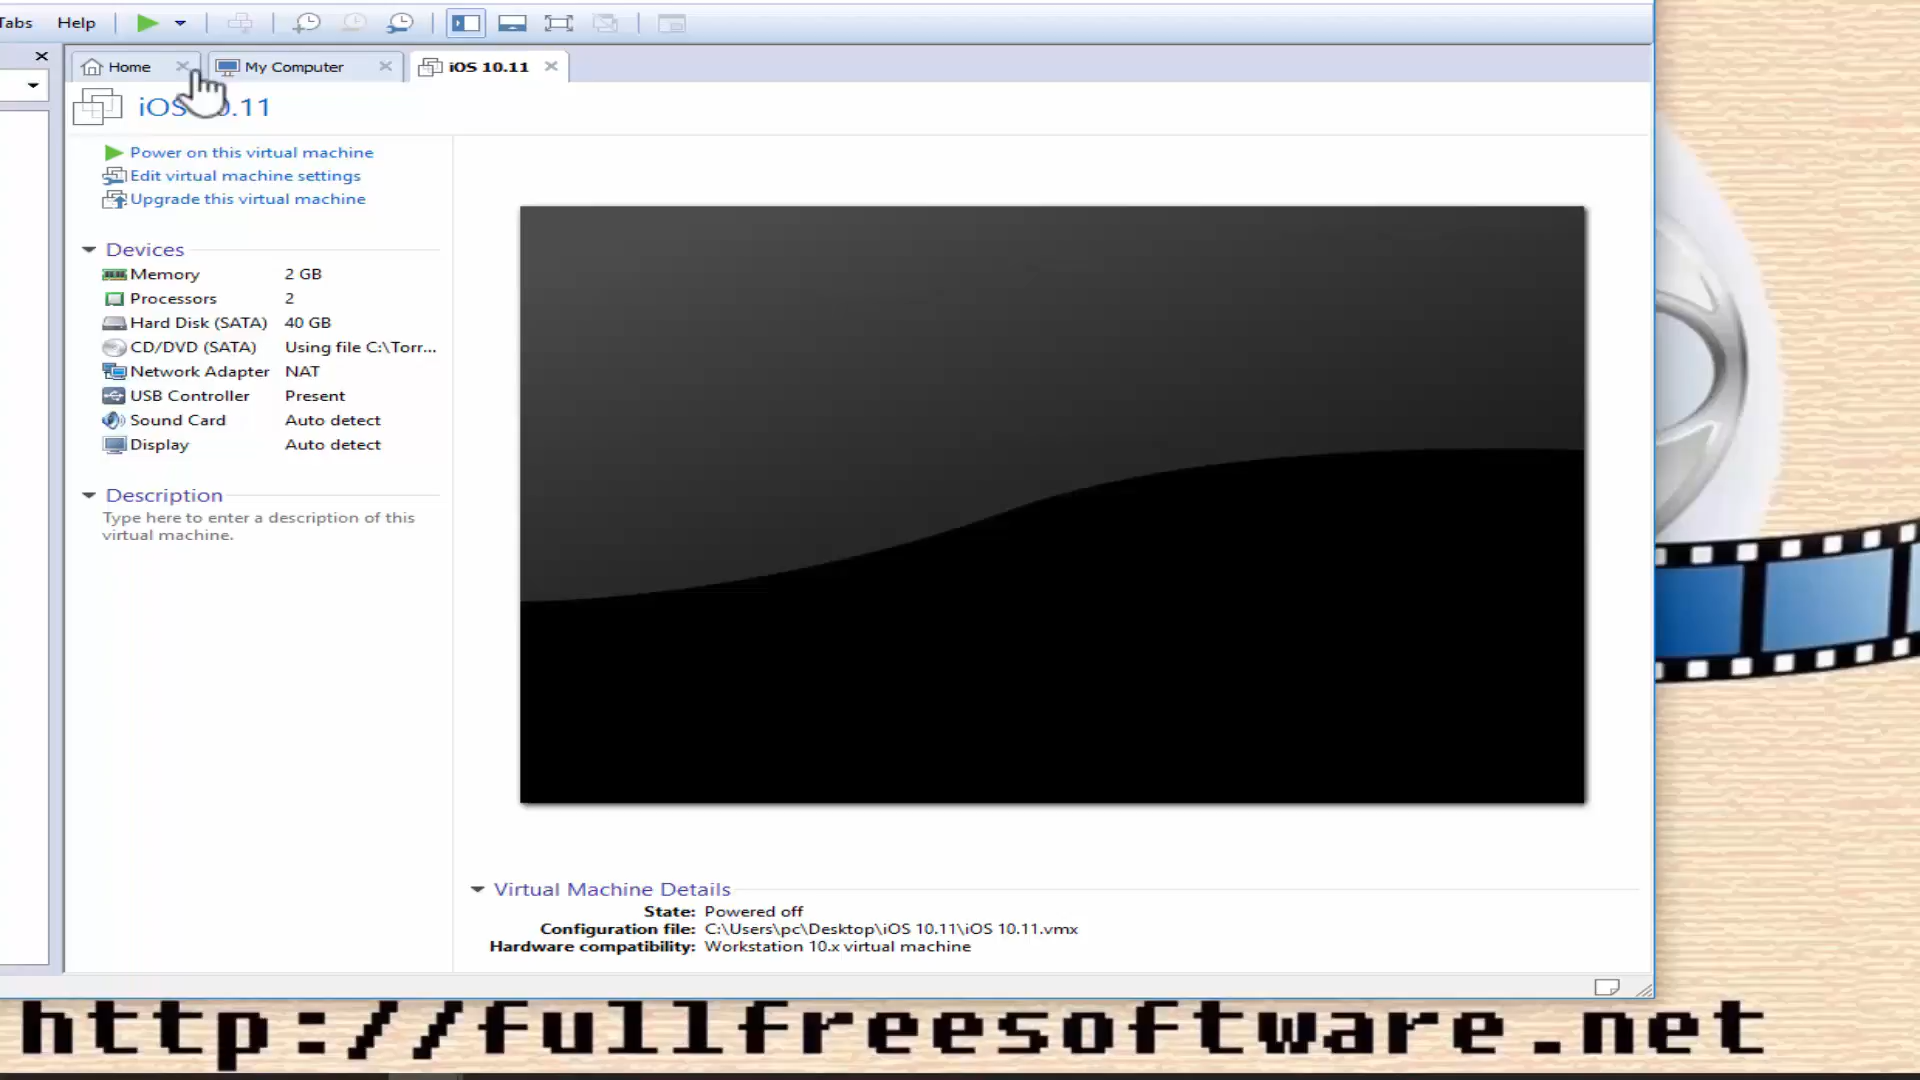 Tabs Help
Home My Computer iOS 10.11
Power on this virtual machine
Edit virtual machine settings
Upgrade this virtual machine
Devices
Memory 2 GB
Processors 2
Hard Disk (SATA) 40 GB
CD/DVD (SATA) Using file C:\Torr...
Network Adapter NAT
USB Controller Present
Sound Card Auto detect
Display Auto detect
Description
Type here to enter a description of this
virtual machine.
Virtual Machine Details
State: Powered off
Configuration file: C:\Users\pc\Desktop\iOS 10.11\iOS 10.11.vmx
Hardware compatibility: Workstation 10.x virtual machine
http://fullfreesoftware.net